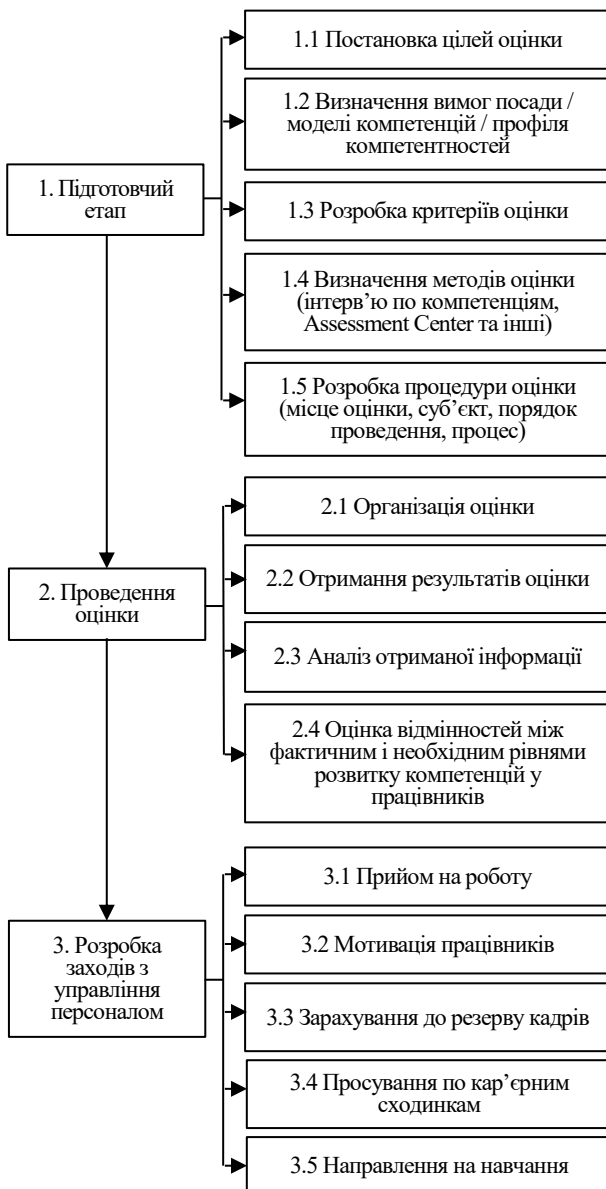 1. Підготовчий
етап
1.1 Постановка цілей оцінки
1.2 Визначення вимог посади /
моделі компетенцій / профіля
компетентностей
1.3 Розробка критеріїв оцінки
1.4 Визначення методів оцінки
(інтерв’ю по компетенціям,
Assessment Center та інші)
1.5 Розробка процедури оцінки
(місце оцінки, суб’єкт, порядок
проведення, процес)
2. Проведення
оцінки
2.1 Організація оцінки
2.2 Отримання результатів оцінки
2.3 Аналіз отриманої інформації
2.4 Оцінка відмінностей між
фактичним і необхідним рівнями
розвитку компетенцій у
працівників
3. Розробка
заходів з
управління
персоналом
3.1 Прийом на роботу
3.2 Мотивація працівників
3.3 Зарахування до резерву кадрів
3.4 Просування по кар’єрним
сходинкам
3.5 Направлення на навчання